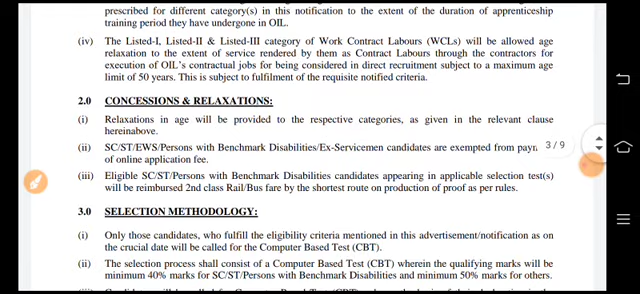 prescribed for different category(s) in this notification to the extent of the duration of apprenticeship
training period they have undergone in OIL.
(iv) The Listed-I, Listed-II & Listed-III category of Work Contract Labours (WCLs) will be allowed age
relaxation to the extent of service rendered by them as Contract Labours through the contractors for
execution of OIL's contractual jobs for being considered in direct recruitment subject to a maximum age
limit of 50 years. This is subject to fulfilment of the requisite notified criteria.
2.0 CONCESSIONS & RELAXATIONS:
(i) Relaxations in age will be provided to the respective categories, as given in the relevant clause
hereinabove.
(ii) SC/ST/EWS/Persons with Benchmark Disabilities/Ex-Servicemen candidates are exempted from
of online application fee.
3 / 9
(iii) Eligible SC/ST/Persons with Benchmark Disabilities candidates appearing in applicable selection test(s)
will be reimbursed 2nd class Rail/Bus fare by the shortest route on production of proof as per rules.
3.0 SELECTION METHODOLOGY:
(i) Only those candidates, who fulfill the eligibility criteria mentioned in this advertisement/notification as on
the crucial date will be called for the Computer Based Test (CBT).
(ii) The selection process shall consist of a Computer Based Test (CBT) wherein the qualifying marks will be
minimum 40% marks for SC/ST/Persons with Benchmark Disabilities and minimum 50% marks for others.